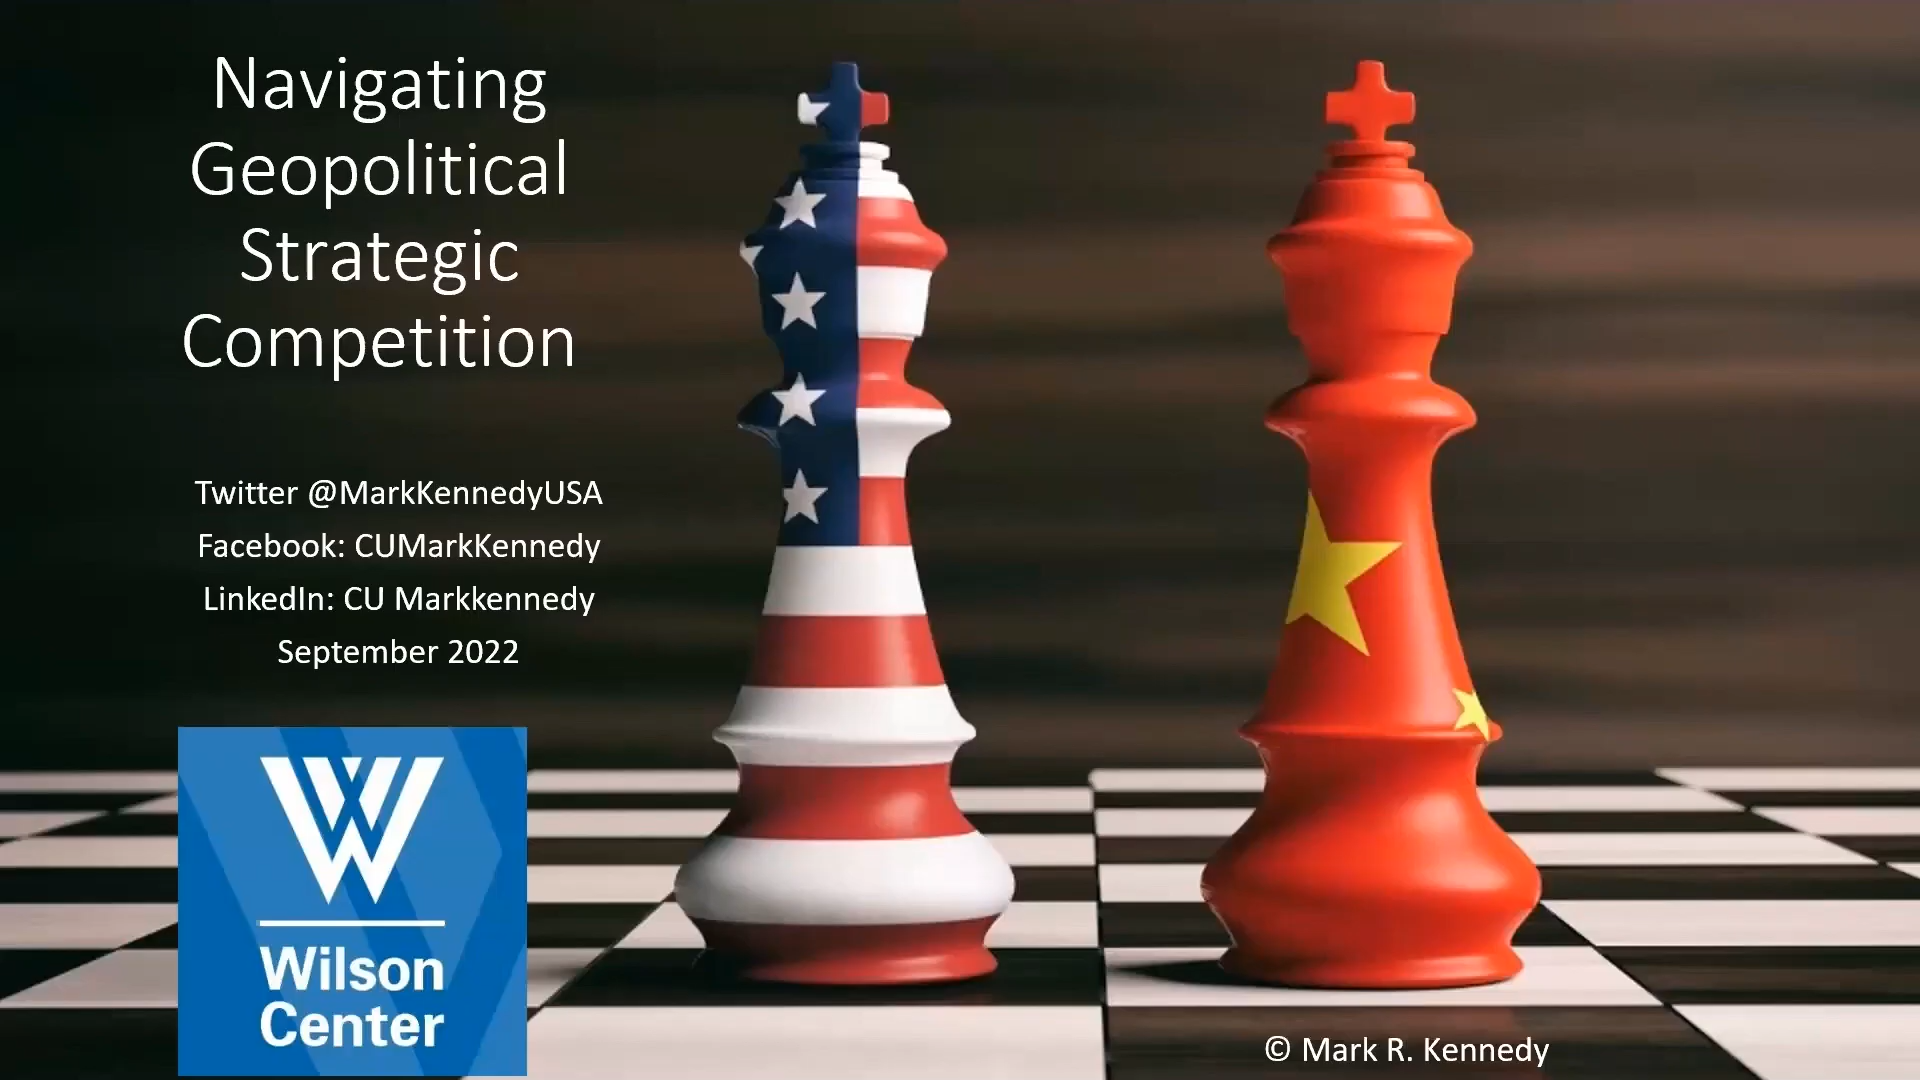 Navigating
Geopolitical
Strategic
Competition
Twitter @MarkKennedyUSA
Facebook: CUMarkKennedy
LinkedIn: CU Markkennedy
September 2022
Wilson
Center
© Mark R. Kennedy